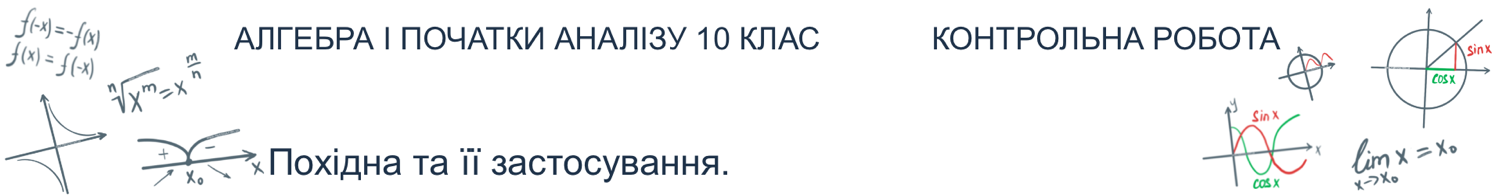 f(-x)=-f(x)
f(x)=f(-x)
ⁿ√xᵐ=x^(m/n)
АЛГЕБРА І ПОЧАТКИ АНАЛІЗУ 10 КЛАС КОНТРОЛЬНА РОБОТА
sin x
cos x
y
sin x
x
cos x
+ -
x
x₀
Похідна та її застосування.
lim x = x₀
x→x₀